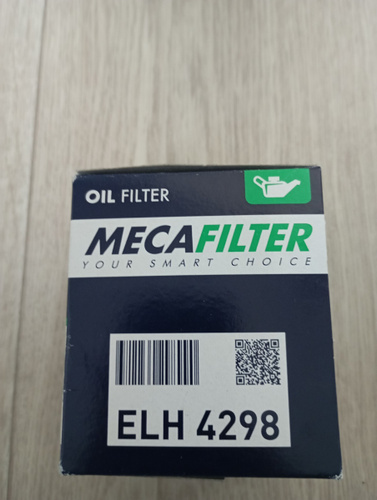 OIL FILTER
MECAFILTER
YOUR SMART CHOICE
ELH 4298